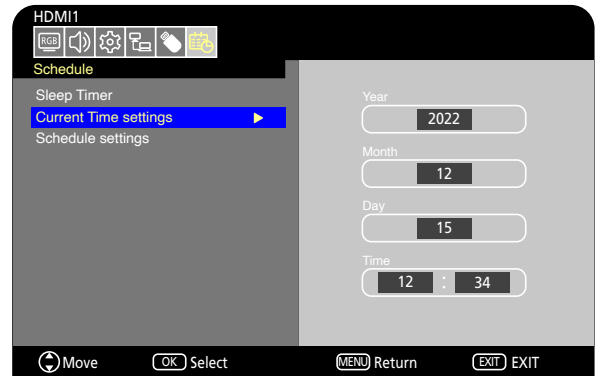 HDMI1
RGB
Schedule
Sleep Timer
Current Time settings
Schedule settings
Year
2022
Month
12
Day
15
Time
12 : 34
Move OK Select MENU Return EXIT EXIT